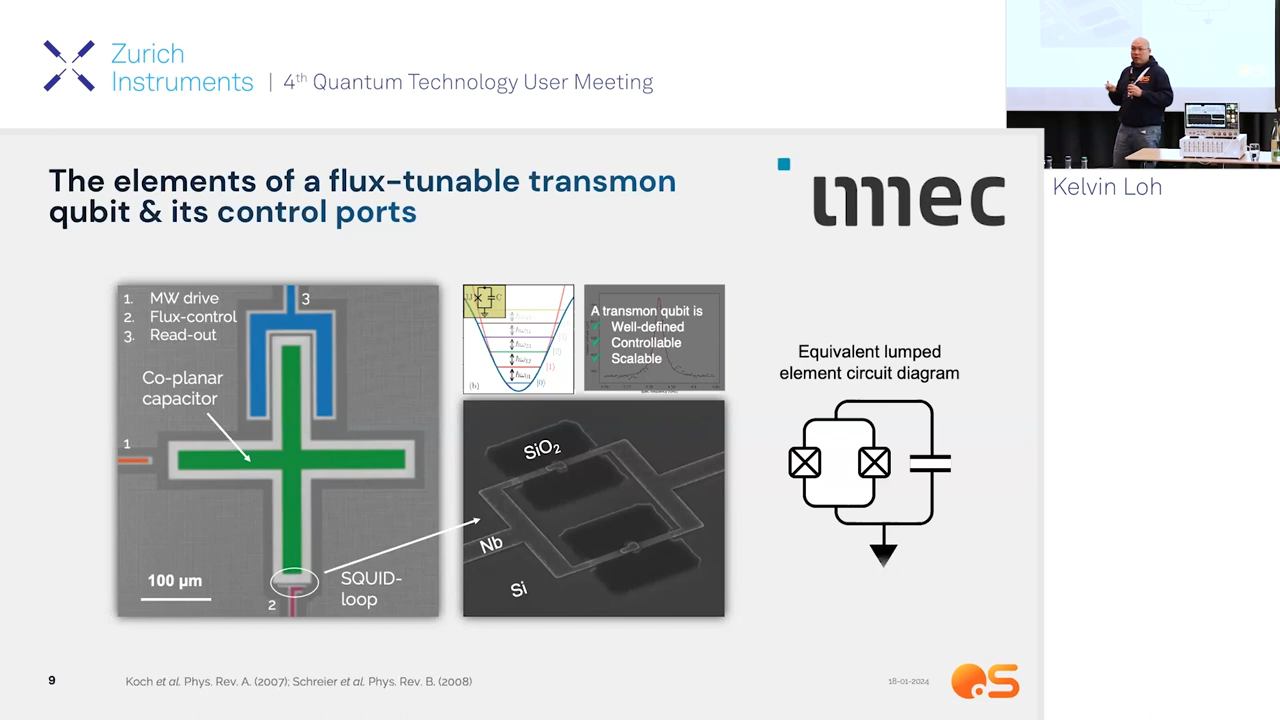 Zurich
Instruments | 4th Quantum Technology User Meeting
Kelvin Loh
The elements of a flux-tunable transmon
qubit & its control ports
imec
1. MW drive
2. Flux-control
3. Read-out
3
Co-planar
capacitor
1
100 µm
2
SQUID-
loop
(b)
A transmon qubit is
✓ Well-defined
✓ Controllable
✓ Scalable
SiO₂
Nb
Si
Equivalent lumped
element circuit diagram
9
Koch et al. Phys. Rev. A. (2007); Schreier et al. Phys. Rev. B. (2008)
18-01-2024
QS